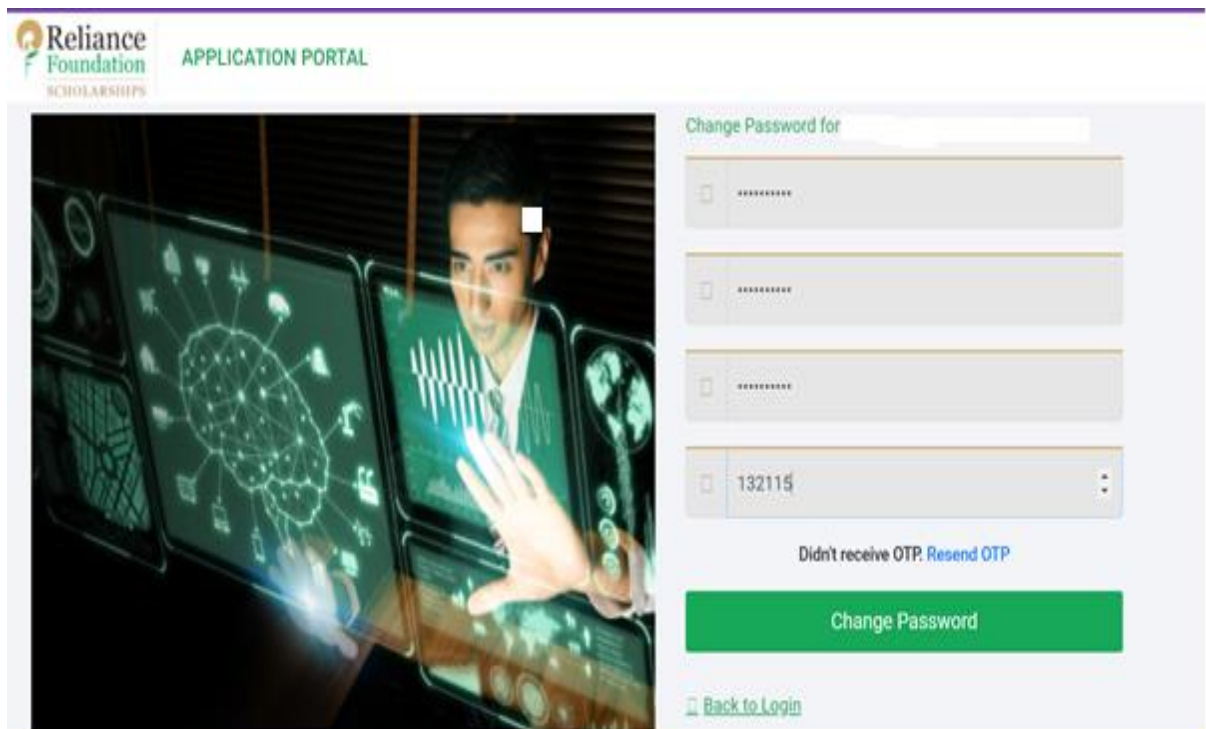 Reliance
Foundation
SCHOLARSHIPS
APPLICATION PORTAL
Change Password for
••••••••••
••••••••••
••••••••••
132115
Didn't receive OTP. Resend OTP
Change Password
Back to Login